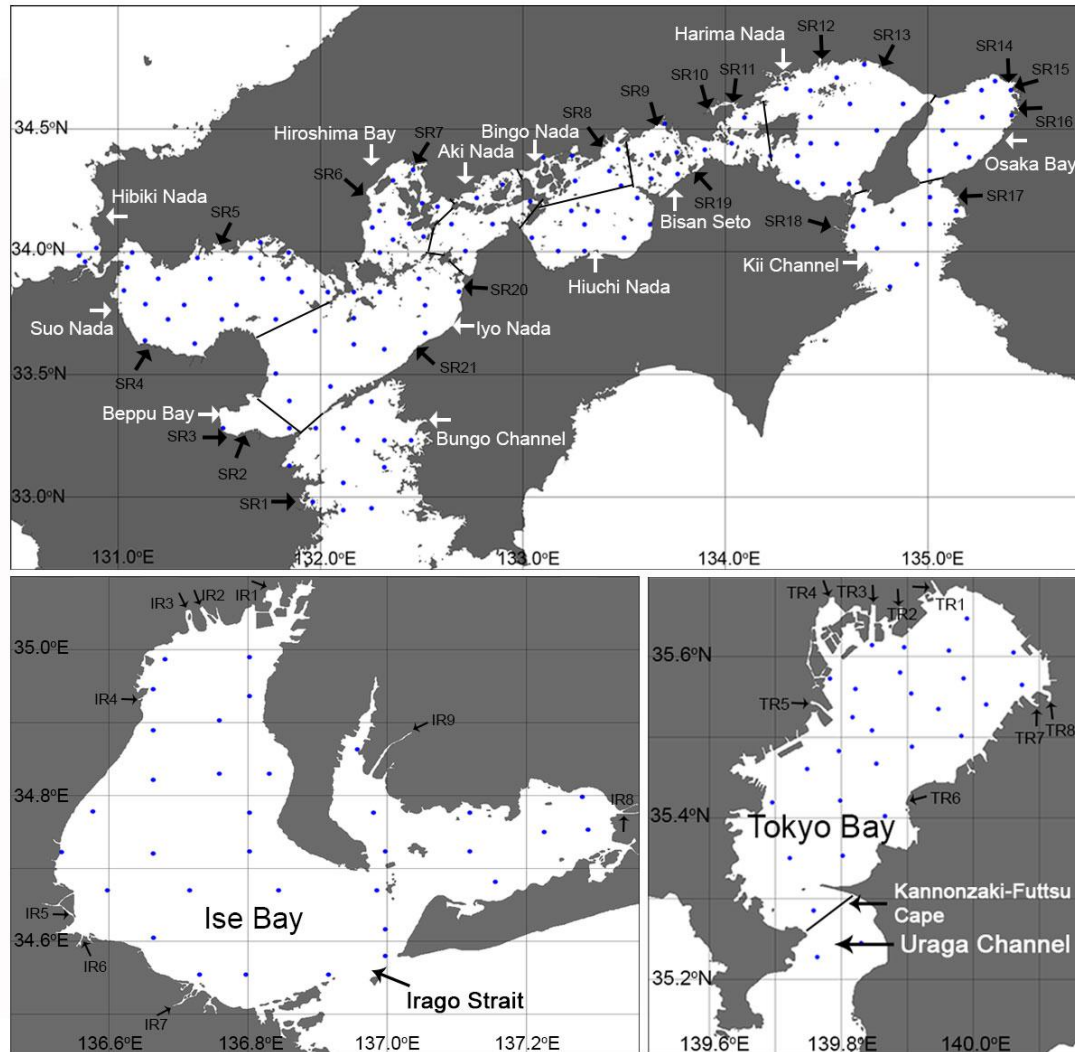 SR12
SR13
Harima Nada
SR14
SR15
SR10
SR11
SR9
SR8
SR16
34.5°N
Hiroshima Bay
SR7
Bingo Nada
Aki Nada
Osaka Bay
SR6
Hibiki Nada
SR19
SR17
SR5
Bisan Seto
SR18
34.0°N
Kii Channel
Hiuchi Nada
SR20
Suo Nada
Iyo Nada
33.5°N
SR4
SR21
Beppu Bay
Bungo Channel
SR3
SR2
33.0°N
SR1
131.0°E
132.0°E
133.0°E
134.0°E
135.0°E
IR3
IR2
IR1
35.0°E
IR4
IR9
34.8°E
IR8
IR5
Ise Bay
34.6°E
IR6
Irago Strait
IR7
136.6°E
136.8°E
137.0°E
137.2°E
TR4
TR3
TR2
TR1
35.6°N
TR5
TR7
TR8
TR6
35.4°N
Tokyo Bay
Kannonzaki-Futtsu
Cape
Uraga Channel
35.2°N
139.6°E
139.8°E
140.0°E